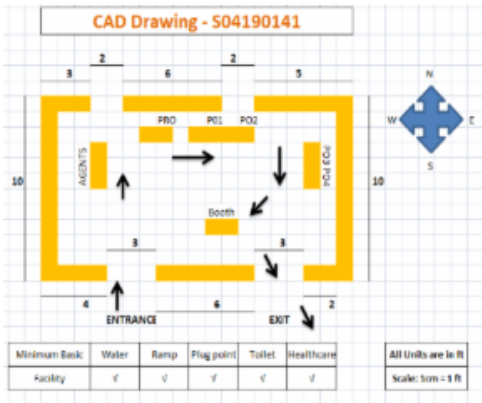 CAD Drawing - S04190141
2 2
3 6 5
N
PRO PO1 PO2
W E
AGENTS
PO3 PO4
S
10 10
Booth
3 3
4 6 2
ENTRANCE EXIT
Minimum Basic Water Ramp Plug point Toilet Healthcare
Facility √ √ √ √ √
All Units are in ft
Scale: 1cm = 1 ft